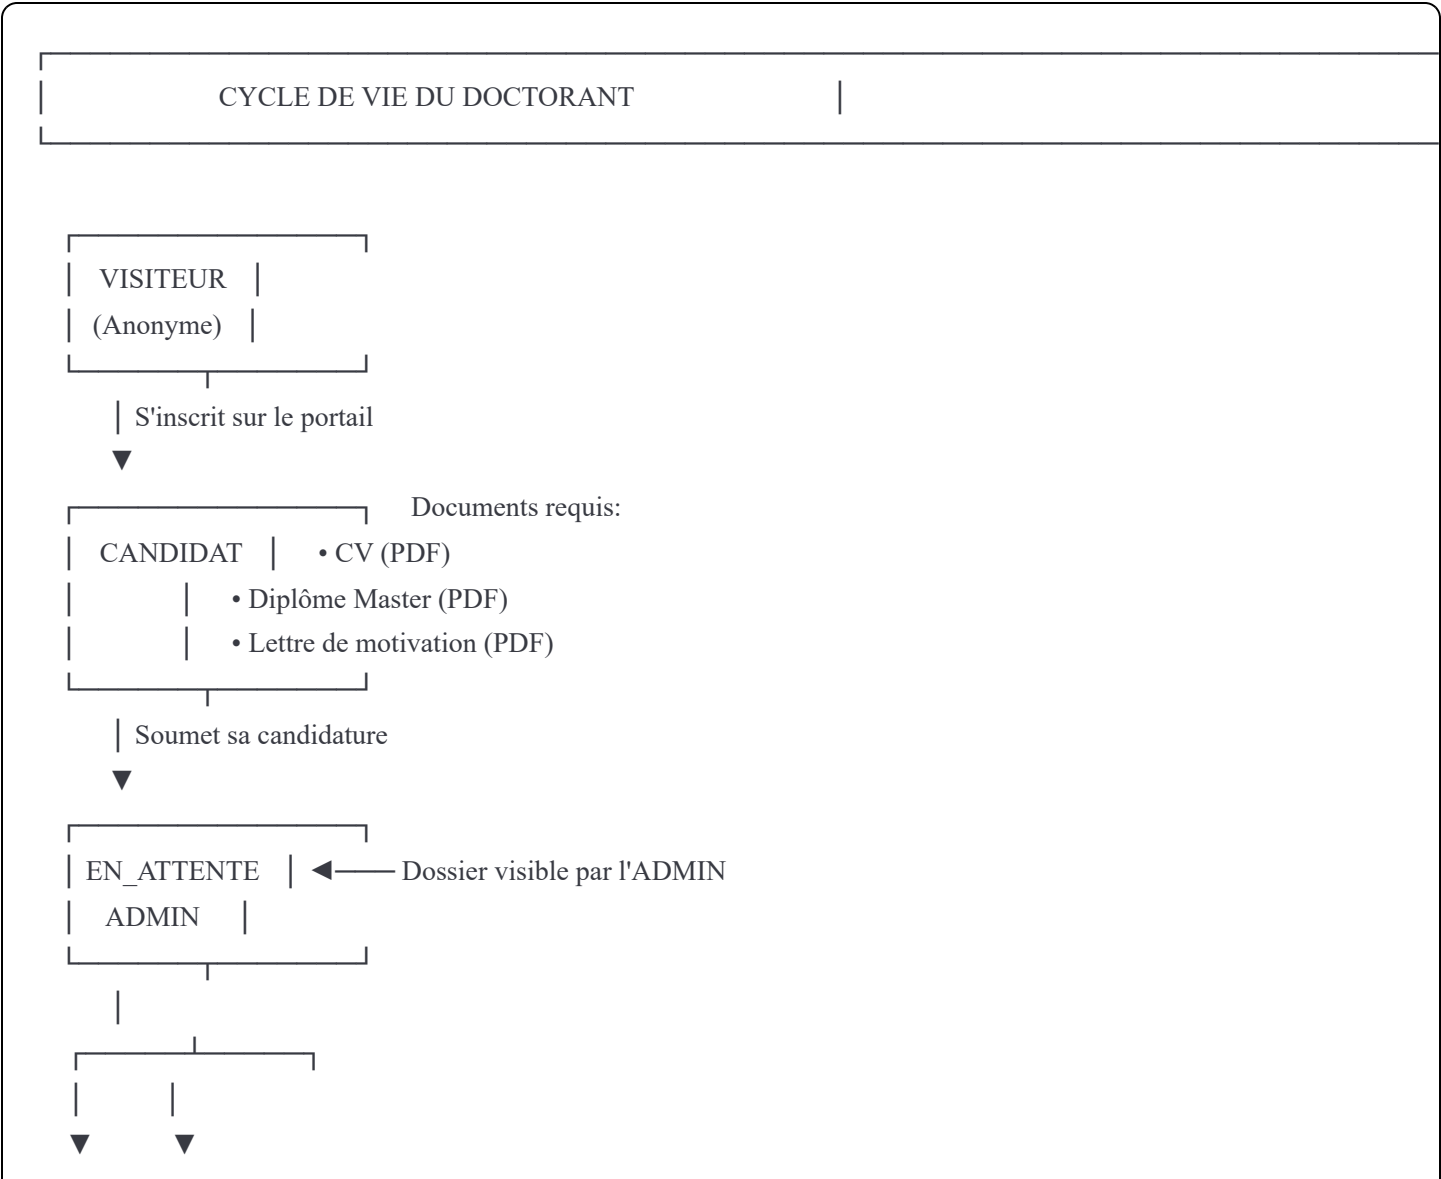 CYCLE DE VIE DU DOCTORANT
VISITEUR
(Anonyme)
S'inscrit sur le portail
Documents requis:
CANDIDAT • CV (PDF)
• Diplôme Master (PDF)
• Lettre de motivation (PDF)
Soumet sa candidature
EN_ATTENTE ◄── Dossier visible par l'ADMIN
ADMIN